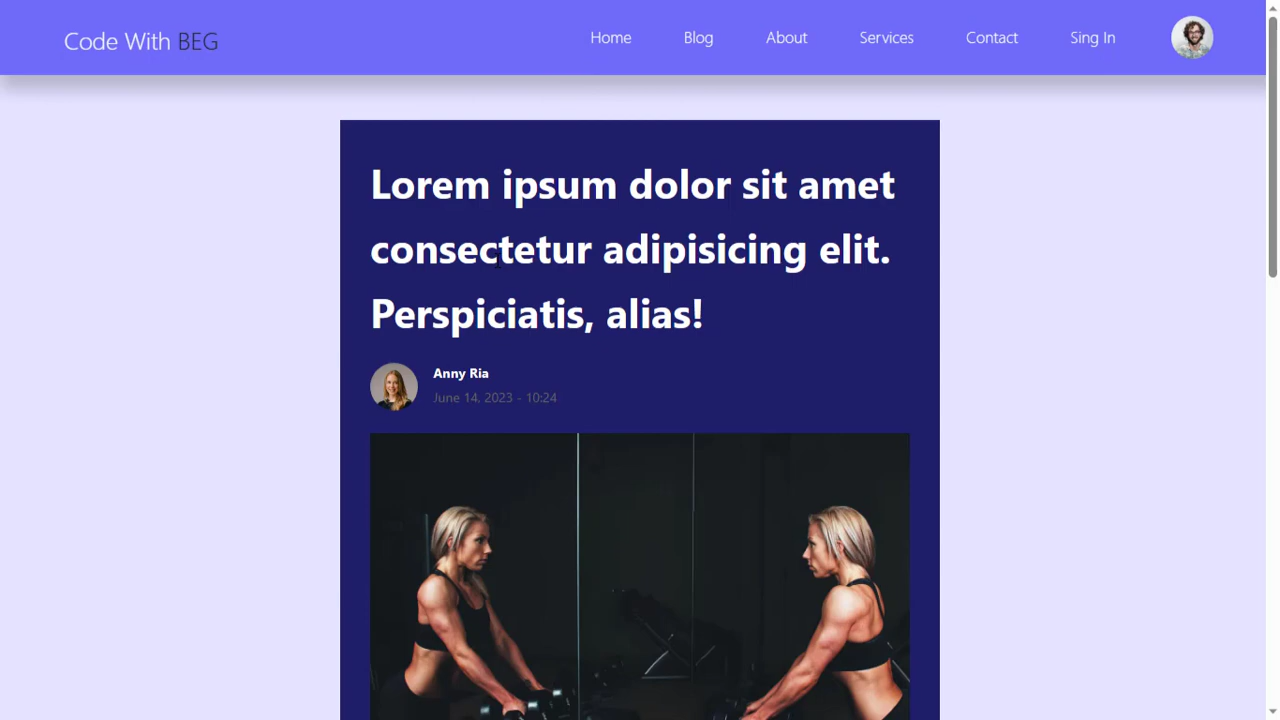 Code With BEG
Home Blog About Services Contact Sing In
Lorem ipsum dolor sit amet
consectetur adipisicing elit.
Perspiciatis, alias!
Anny Ria
June 14, 2023 - 10:24